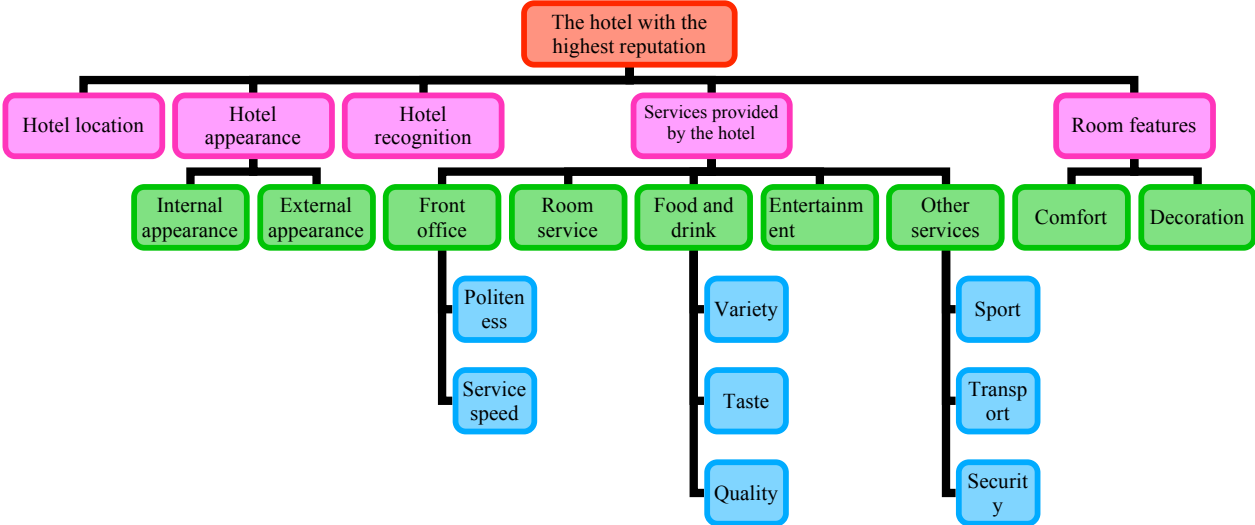 The hotel with the
highest reputation
Hotel location
Hotel
appearance
Hotel
recognition
Services provided
by the hotel
Room features
Internal
appearance
External
appearance
Front
office
Room
service
Food and
drink
Entertainm
ent
Other
services
Comfort
Decoration
Politen
ess
Variety
Sport
Service
speed
Taste
Transp
ort
Quality
Securit
y